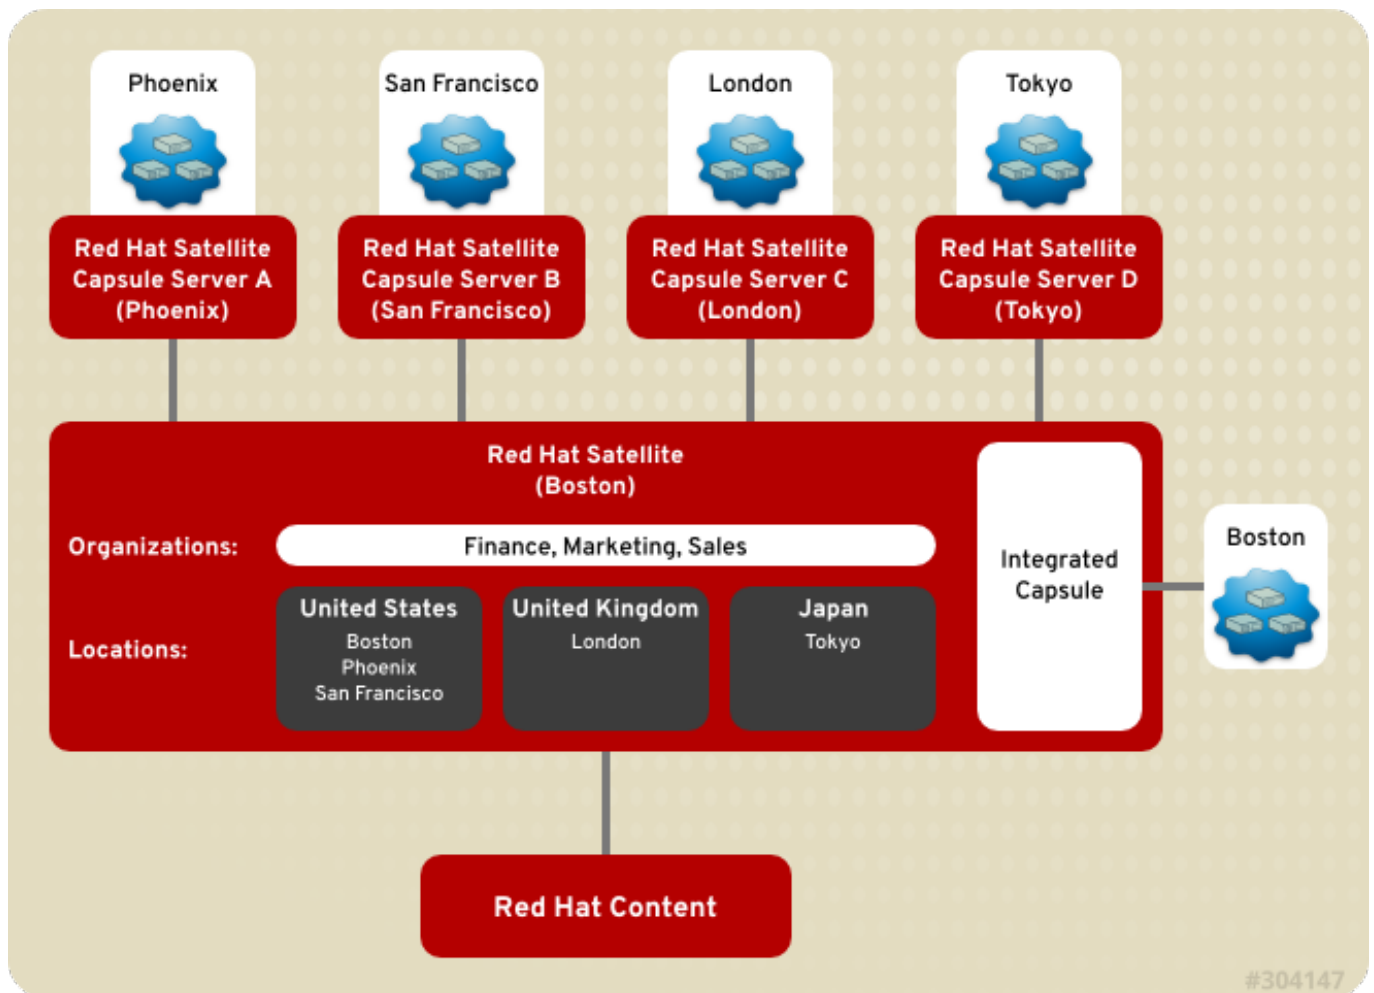 Phoenix
San Francisco
London
Tokyo
Red Hat Satellite
Capsule Server A
(Phoenix)
Red Hat Satellite
Capsule Server B
(San Francisco)
Red Hat Satellite
Capsule Server C
(London)
Red Hat Satellite
Capsule Server D
(Tokyo)
Red Hat Satellite
(Boston)
Organizations:
Finance, Marketing, Sales
Locations:
United States
Boston
Phoenix
San Francisco
United Kingdom
London
Japan
Tokyo
Integrated
Capsule
Boston
Red Hat Content
#304147